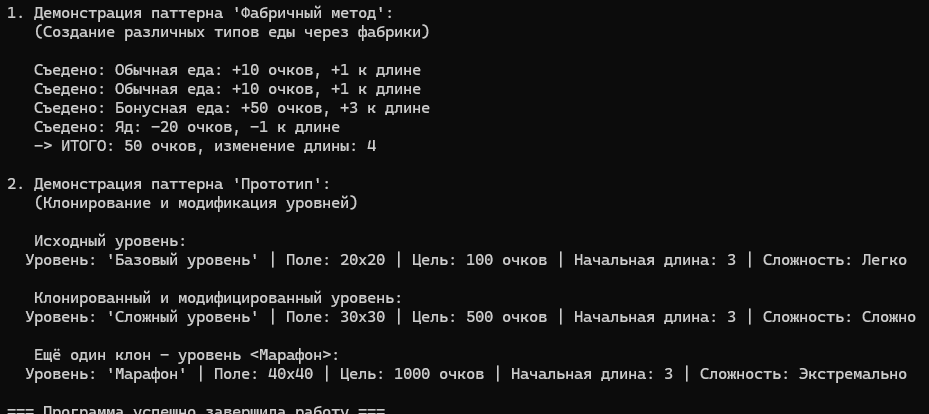 1. Демонстрация паттерна 'Фабричный метод':
(Создание различных типов еды через фабрики)
Съедено: Обычная еда: +10 очков, +1 к длине
Съедено: Обычная еда: +10 очков, +1 к длине
Съедено: Бонусная еда: +50 очков, +3 к длине
Съедено: Яд: -20 очков, -1 к длине
-> ИТОГО: 50 очков, изменение длины: 4
2. Демонстрация паттерна 'Прототип':
(Клонирование и модификация уровней)
Исходный уровень:
Уровень: 'Базовый уровень' | Поле: 20x20 | Цель: 100 очков | Начальная длина: 3 | Сложность: Легко
Клонированный и модифицированный уровень:
Уровень: 'Сложный уровень' | Поле: 30x30 | Цель: 500 очков | Начальная длина: 3 | Сложность: Сложно
Ещё один клон - уровень <Марафон>:
Уровень: 'Марафон' | Поле: 40x40 | Цель: 1000 очков | Начальная длина: 3 | Сложность: Экстремально
=== Программа успешно завершила работу ===